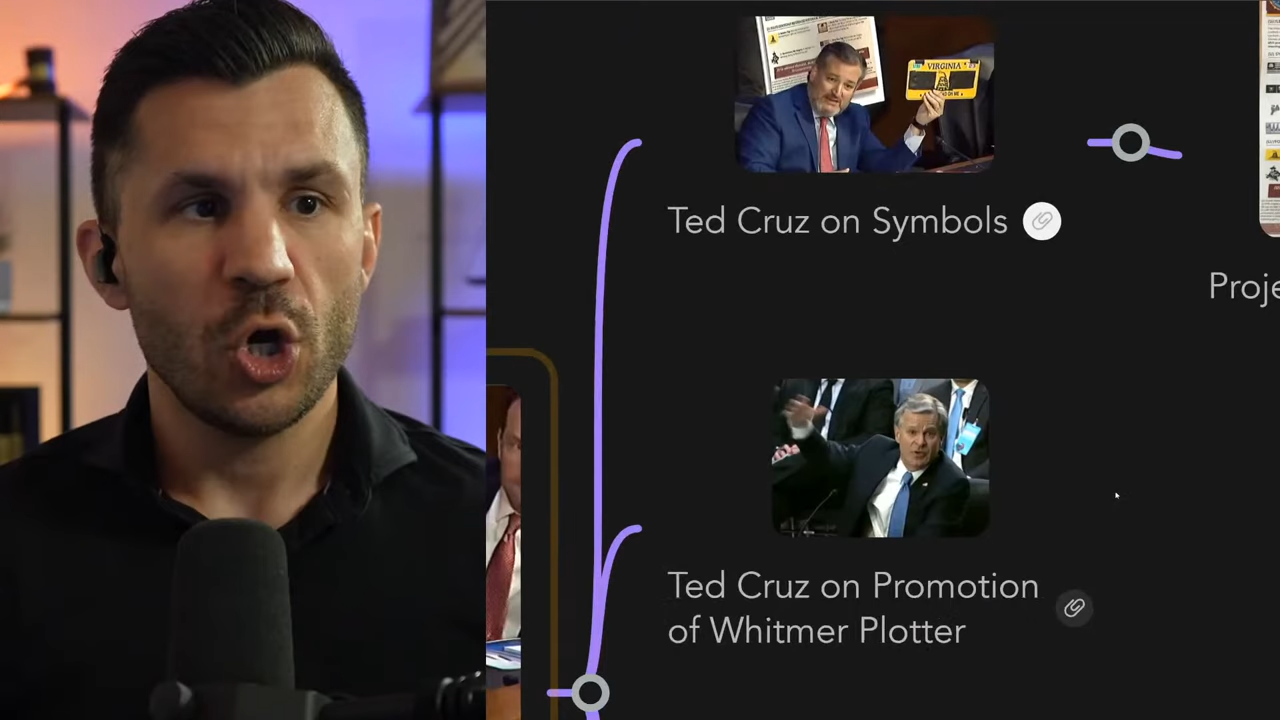 VIRGINIA
Ted Cruz on Symbols
Proje
Ted Cruz on Promotion
of Whitmer Plotter